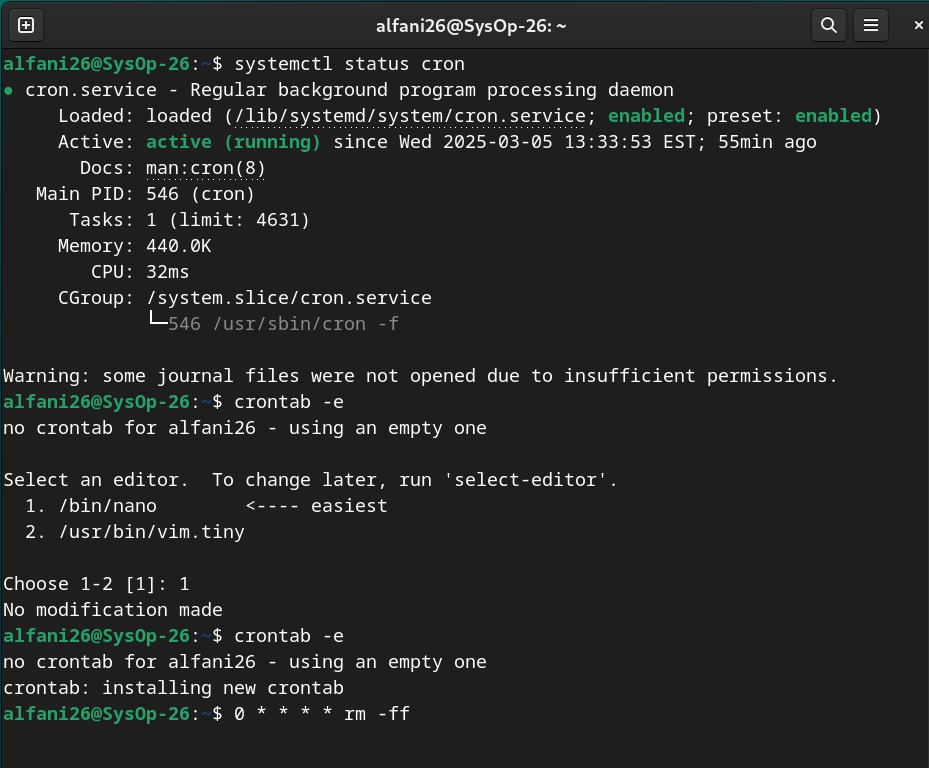 alfani26@SysOp-26: ~
alfani26@SysOp-26:~$ systemctl status cron
● cron.service - Regular background program processing daemon
     Loaded: loaded (/lib/systemd/system/cron.service; enabled; preset: enabled)
     Active: active (running) since Wed 2025-03-05 13:33:53 EST; 55min ago
       Docs: man:cron(8)
   Main PID: 546 (cron)
      Tasks: 1 (limit: 4631)
     Memory: 440.0K
        CPU: 32ms
     CGroup: /system.slice/cron.service
             └─546 /usr/sbin/cron -f
Warning: some journal files were not opened due to insufficient permissions.
alfani26@SysOp-26:~$ crontab -e
no crontab for alfani26 - using an empty one
Select an editor.  To change later, run 'select-editor'.
  1. /bin/nano        <---- easiest
  2. /usr/bin/vim.tiny
Choose 1-2 [1]: 1
No modification made
alfani26@SysOp-26:~$ crontab -e
no crontab for alfani26 - using an empty one
crontab: installing new crontab
alfani26@SysOp-26:~$ 0 * * * * rm -ff